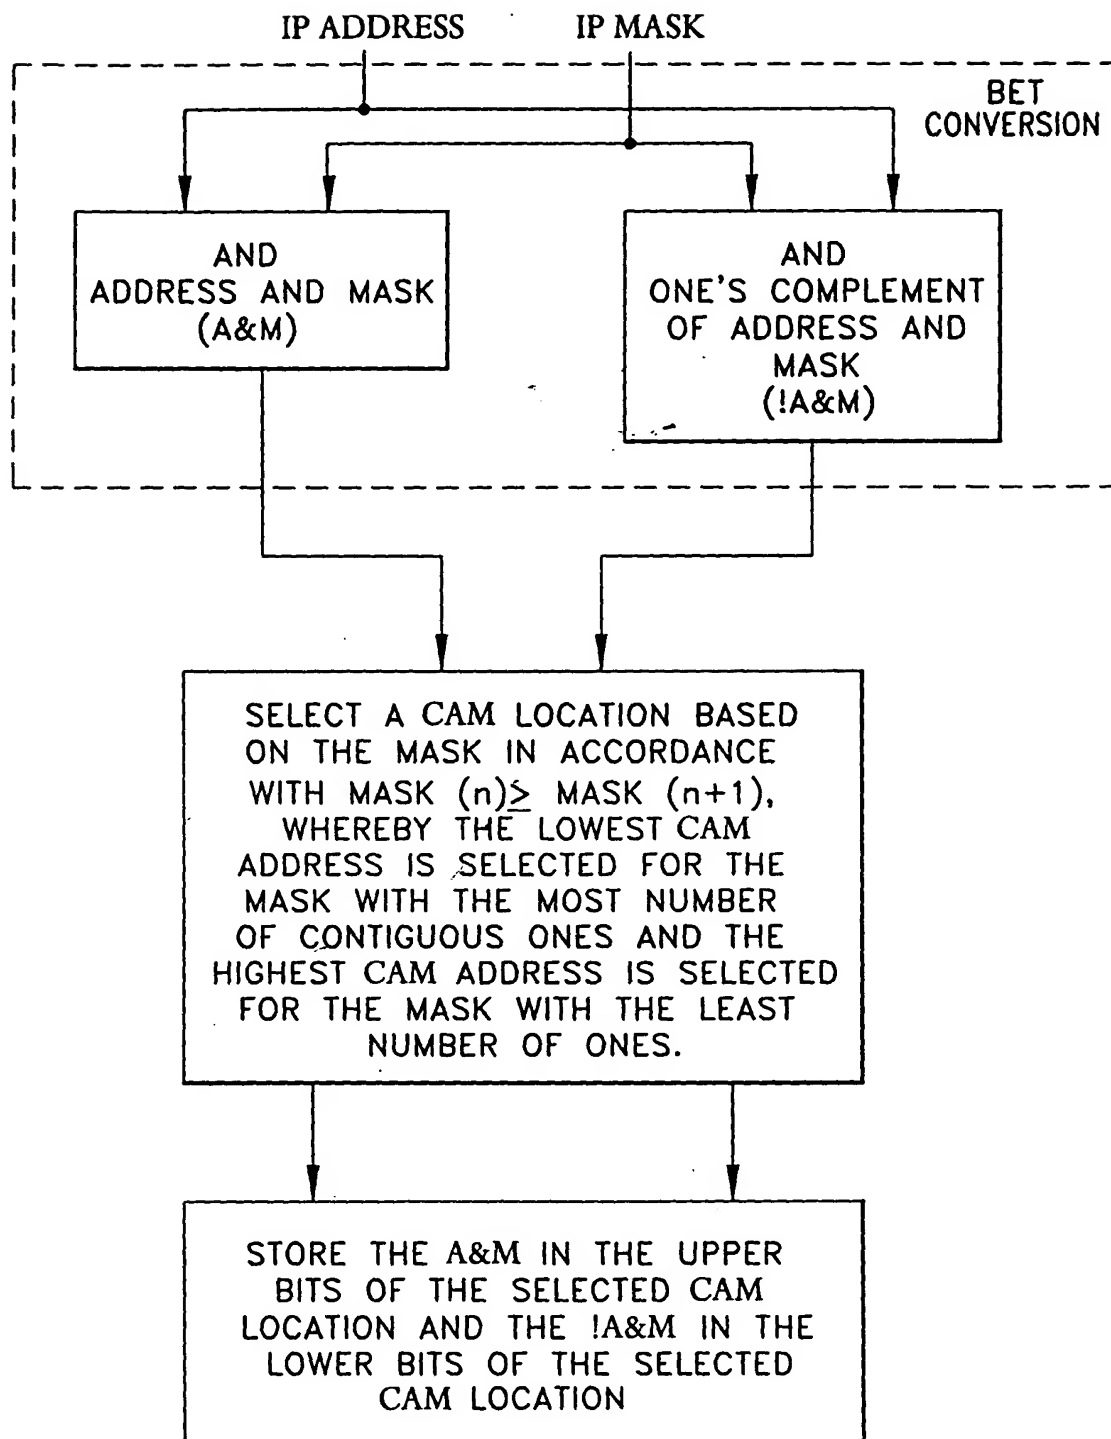 IP ADDRESS IP MASK
BET
CONVERSION
AND
ADDRESS AND MASK
(A&M)
AND
ONE'S COMPLEMENT
OF ADDRESS AND
MASK
(!A&M)
SELECT A CAM LOCATION BASED
ON THE MASK IN ACCORDANCE
WITH MASK (n)≥ MASK (n+1),
WHEREBY THE LOWEST CAM
ADDRESS IS SELECTED FOR THE
MASK WITH THE MOST NUMBER
OF CONTIGUOUS ONES AND THE
HIGHEST CAM ADDRESS IS SELECTED
FOR THE MASK WITH THE LEAST
NUMBER OF ONES.
STORE THE A&M IN THE UPPER
BITS OF THE SELECTED CAM
LOCATION AND THE !A&M IN THE
LOWER BITS OF THE SELECTED
CAM LOCATION